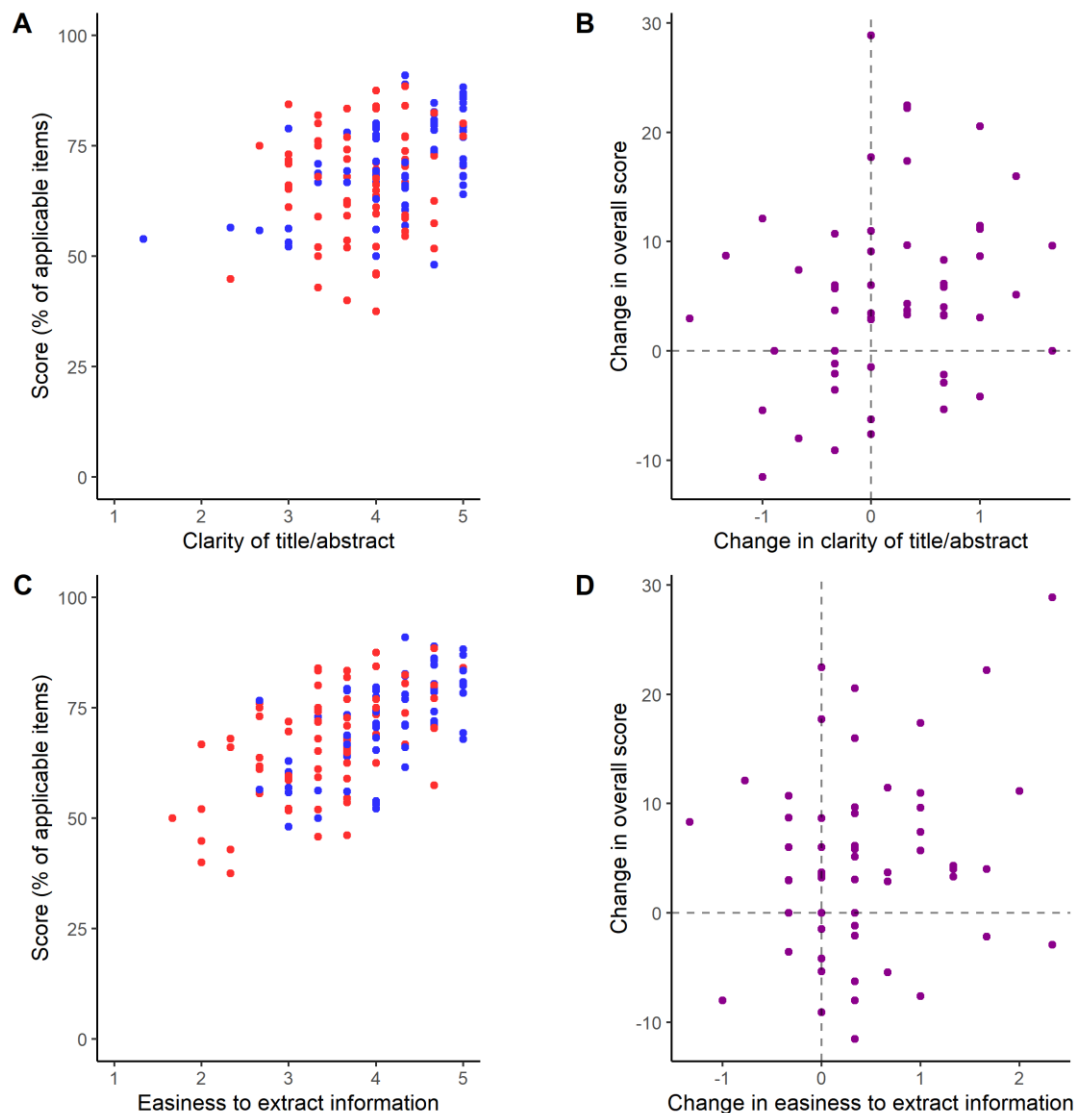 A
100
75
50
25
0
Score (% of applicable items)
1 2 3 4 5
Clarity of title/abstract
B
30
20
10
0
-10
Change in overall score
-1 0 1
Change in clarity of title/abstract
C
100
75
50
25
0
Score (% of applicable items)
1 2 3 4 5
Easiness to extract information
D
30
20
10
0
-10
Change in overall score
-1 0 1 2
Change in easiness to extract information